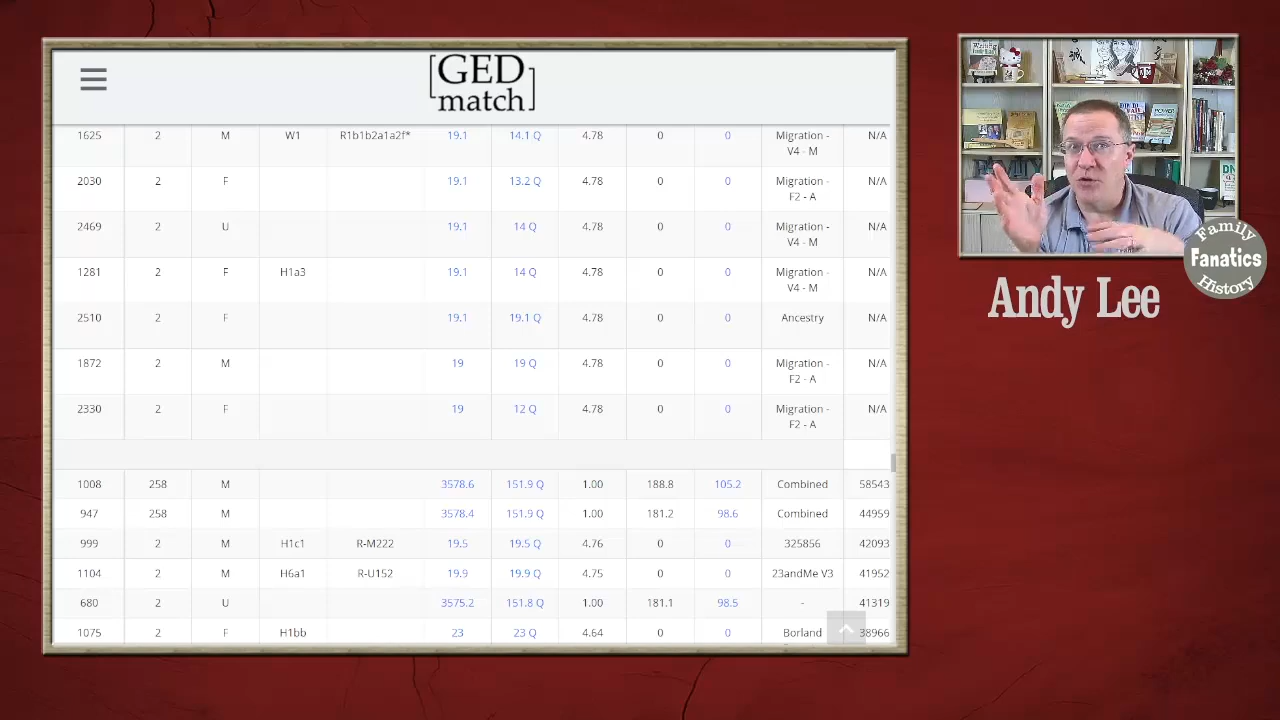 GED
match
1625 2 M W1 R1b1b2a1a2f* 19.1 14.1 Q 4.78 0 0 Migration - N/A
V4 - M
2030 2 F 19.1 13.2 Q 4.78 0 0 Migration - N/A
F2 - A
2469 2 U 19.1 14 Q 4.78 0 0 Migration - N/A
V4 - M
1281 2 F H1a3 19.1 14 Q 4.78 0 0 Migration - N/A
V4 - M
2510 2 F 19.1 19.1 Q 4.78 0 0 Ancestry N/A
1872 2 M 19 19 Q 4.78 0 0 Migration - N/A
F2 - A
2330 2 F 19 12 Q 4.78 0 0 Migration - N/A
F2 - A
1008 258 M 3578.6 151.9 Q 1.00 188.8 105.2 Combined 58543
947 258 M 3578.4 151.9 Q 1.00 181.2 98.6 Combined 44959
999 2 M H1c1 R-M222 19.5 19.5 Q 4.76 0 0 325856 42093
1104 2 M H6a1 R-U152 19.9 19.9 Q 4.75 0 0 23andMe V3 41952
680 2 U 3575.2 151.8 Q 1.00 181.1 98.5 - 41319
1075 2 F H1bb 23 23 Q 4.64 0 0 Borland 38966
Family
Fanatics
History
Andy Lee